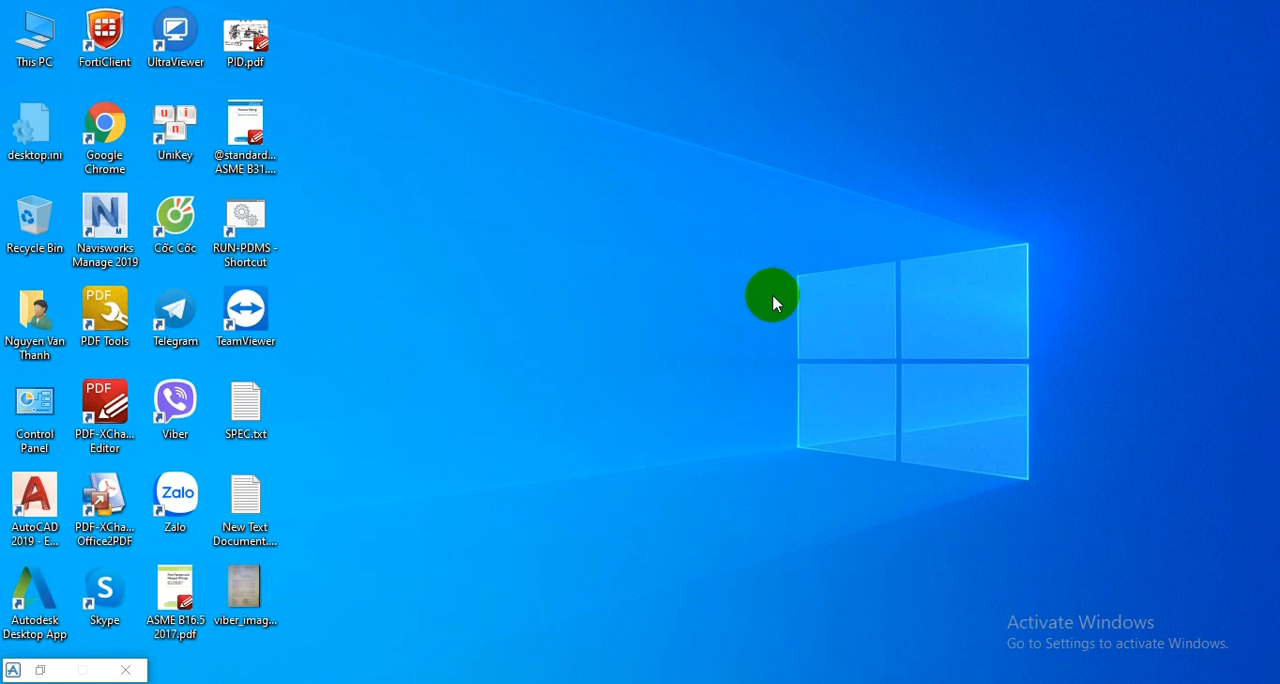 This PC
FortiClient
UltraViewer
PID.pdf
desktop.ini
Google
Chrome
UniKey
@standard...
ASME B31....
Recycle Bin
Navisworks
Manage 2019
Cốc Cốc
RUN-PDMS -
Shortcut
Nguyen Van
Thanh
PDF
PDF Tools
Telegram
TeamViewer
Control
Panel
PDF
PDF-XCha...
Editor
Viber
SPEC.txt
AutoCAD
2019 - E...
PDF-XCha...
Office2PDF
Zalo
Zalo
New Text
Document....
Autodesk
Desktop App
Skype
ASME B16.5
2017.pdf
viber_imag...
Activate Windows
Go to Settings to activate Windows.